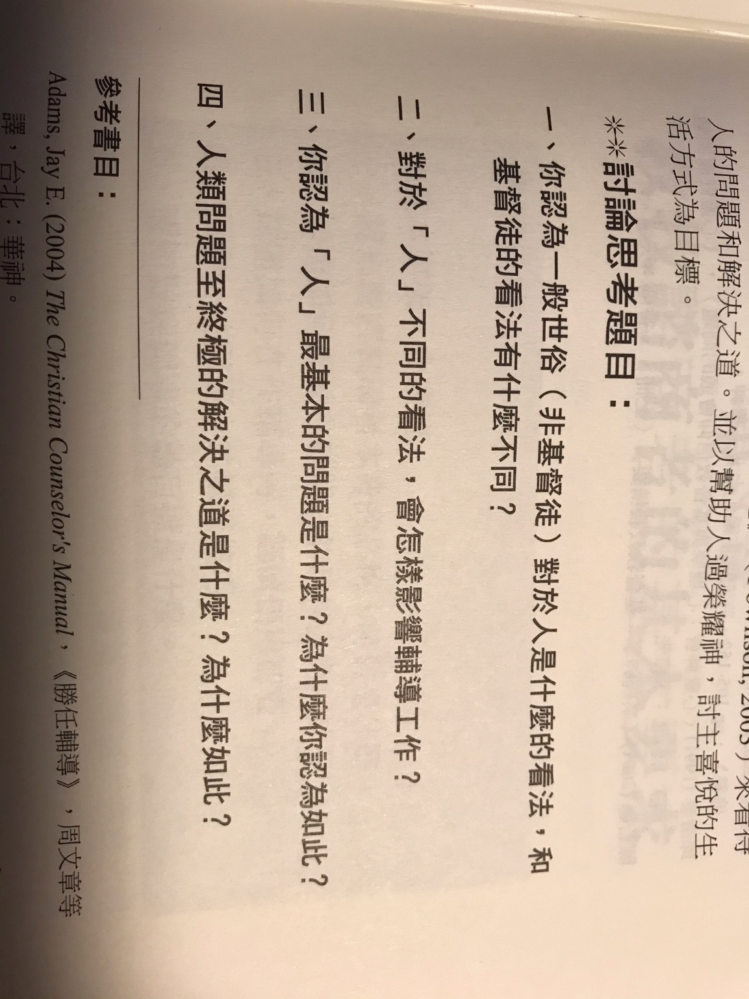 2003）來看待
人的問題和解決之道。並以幫助人過榮耀神，討主喜悅的生
活方式為目標。
**討論思考題目：
一、你認為一般世俗（非基督徒）對於人是什麼的看法，和
基督徒的看法有什麼不同？
二、對於「人」不同的看法，會怎樣影響輔導工作？
三、你認為「人」最基本的問題是什麼？為什麼你認為如此？
四、人類問題至終極的解決之道是什麼？為什麼如此？
參考書目：
Adams, Jay E. (2004) The Christian Counselor's Manual，《勝任輔導》，周文章等
譯，台北：華神。